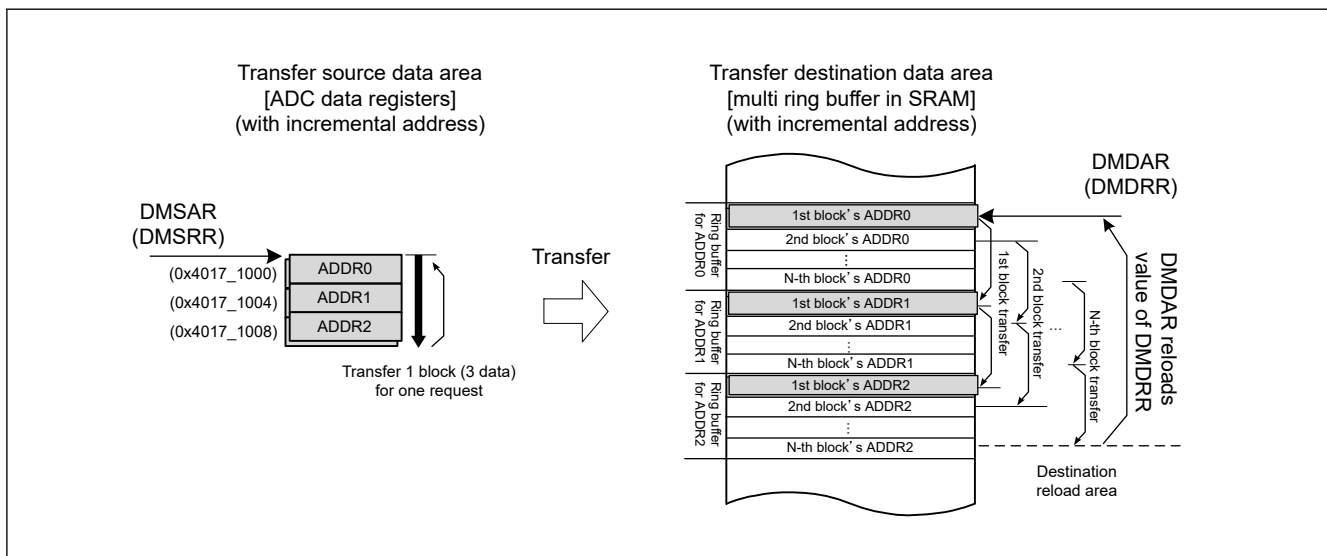 Transfer source data area
[ADC data registers]
(with incremental address)
DMSAR
(DMSRR)
(0x4017_1000)
(0x4017_1004)
(0x4017_1008)
ADDR0
ADDR1
ADDR2
Transfer 1 block (3 data)
for one request
Transfer
Transfer destination data area
[multi ring buffer in SRAM]
(with incremental address)
DMDAR
(DMDRR)
Ring buffer
for ADDR0
1st block’s ADDR0
2nd block’s ADDR0
⋮
N-th block’s ADDR0
Ring buffer
for ADDR1
1st block’s ADDR1
2nd block’s ADDR1
⋮
N-th block’s ADDR1
Ring buffer
for ADDR2
1st block’s ADDR2
2nd block’s ADDR2
⋮
N-th block’s ADDR2
1st block transfer
2nd block transfer
...
N-th block transfer
DMDAR reloads
value of DMDRR
Destination
reload area